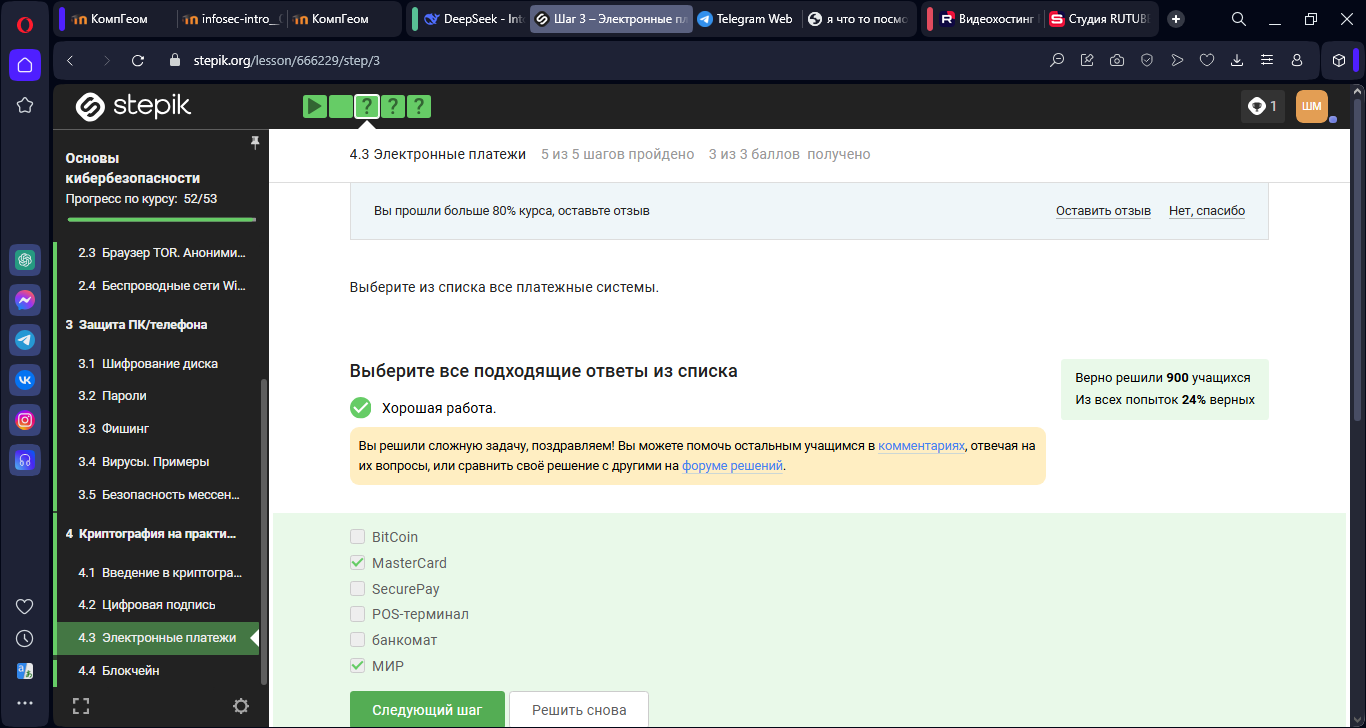 КомпГеом
infosec-intro_
КомпГеом
DeepSeek - Int
Шаг 3 – Электронные пл
Telegram Web
я что то посмо
Видеохостинг
Студия RUTUBE
stepik.org/lesson/666229/step/3
stepik
? ? ?
1
ШМ
Основы
кибербезопасности
Прогресс по курсу: 52/53
2.3 Браузер TOR. Аноними...
2.4 Беспроводные сети Wi...
3 Защита ПК/телефона
3.1 Шифрование диска
3.2 Пароли
3.3 Фишинг
3.4 Вирусы. Примеры
3.5 Безопасность мессен...
4 Криптография на практи...
4.1 Введение в криптогра...
4.2 Цифровая подпись
4.3 Электронные платежи
4.4 Блокчейн
4.3 Электронные платежи 5 из 5 шагов пройдено 3 из 3 баллов получено
Вы прошли больше 80% курса, оставьте отзыв
Оставить отзыв Нет, спасибо
Выберите из списка все платежные системы.
Выберите все подходящие ответы из списка
Верно решили 900 учащихся
Из всех попыток 24% верных
Хорошая работа.
Вы решили сложную задачу, поздравляем! Вы можете помочь остальным учащимся в комментариях, отвечая на
их вопросы, или сравнить своё решение с другими на форуме решений.
BitCoin
MasterCard
SecurePay
POS-терминал
банкомат
МИР
Следующий шаг Решить снова